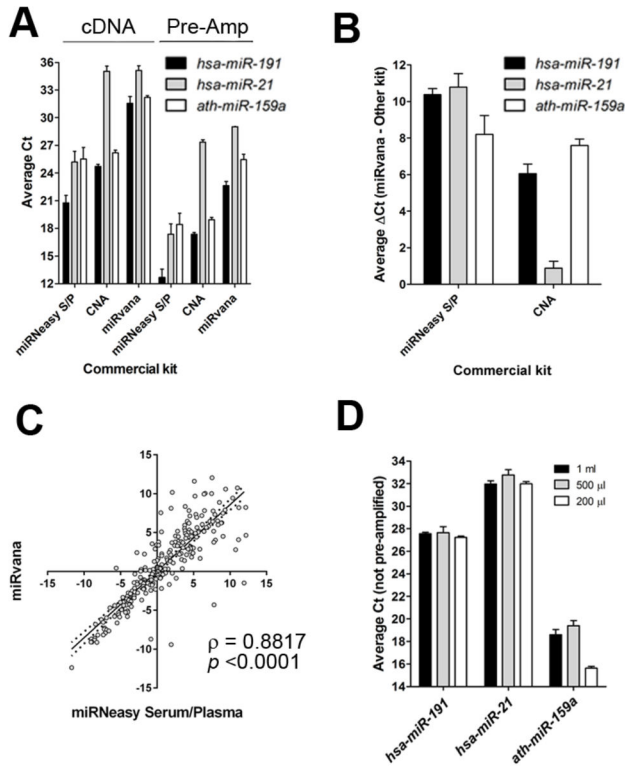 A
cDNA Pre-Amp
hsa-miR-191
hsa-miR-21
ath-miR-159a
Average Ct
36
33
30
27
24
21
18
15
12
miRNeasy S/P
CNA
miRvana
miRNeasy S/P
CNA
miRvana
Commercial kit
B
hsa-miR-191
hsa-miR-21
ath-miR-159a
Average ΔCt (miRvana - Other kit)
12
10
8
6
4
2
0
miRNeasy S/P
CNA
Commercial kit
C
miRvana
15
10
5
-15 -10 -5 5 10 15
-5
-10
-15
ρ = 0.8817
p <0.0001
miRNeasy Serum/Plasma
D
1 ml
500 µl
200 µl
Average Ct (not pre-amplified)
34
32
30
28
26
24
22
20
18
16
14
hsa-miR-191
hsa-miR-21
ath-miR-159a